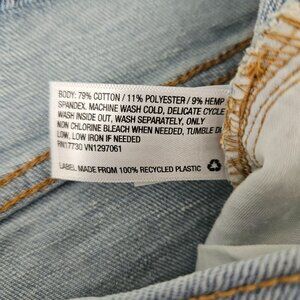 BODY: 79% COTTON / 11% POLYESTER / 9% HEMP
SPANDEX. MACHINE WASH COLD, DELICATE CYCLE
WASH INSIDE OUT, WASH SEPARATELY, ONLY
NON CHLORINE BLEACH WHEN NEEDED, TUMBLE D
LOW, LOW IRON IF NEEDED
RN17730 VN1297061
LABEL MADE FROM 100% RECYCLED PLASTIC